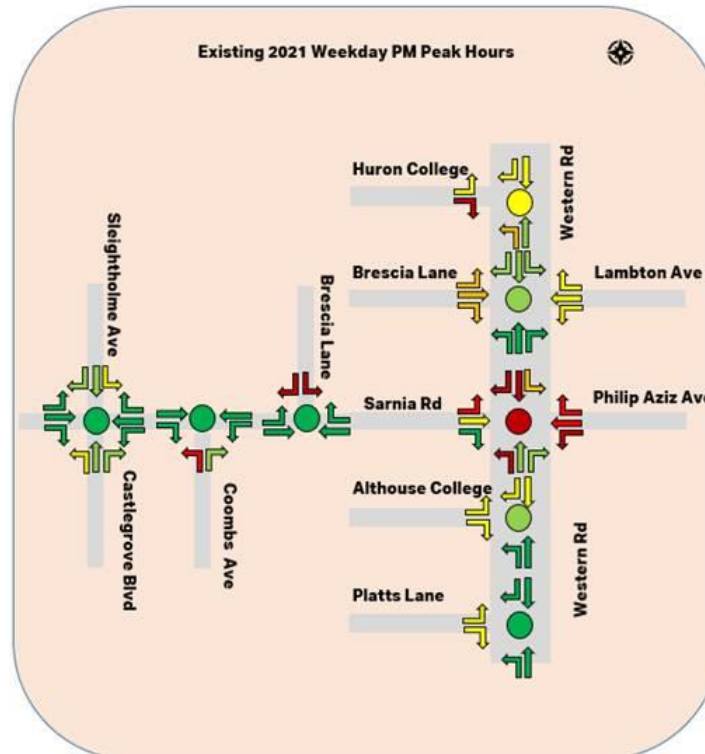 Existing 2021 Weekday PM Peak Hours
Huron College
Western Rd
Sleightholme Ave
Brescia Lane
Brescia Lane
Lambton Ave
Sarnia Rd
Philip Aziz Av
Castlegrove Blvd
Coombs Ave
Althouse College
Western Rd
Platts Lane